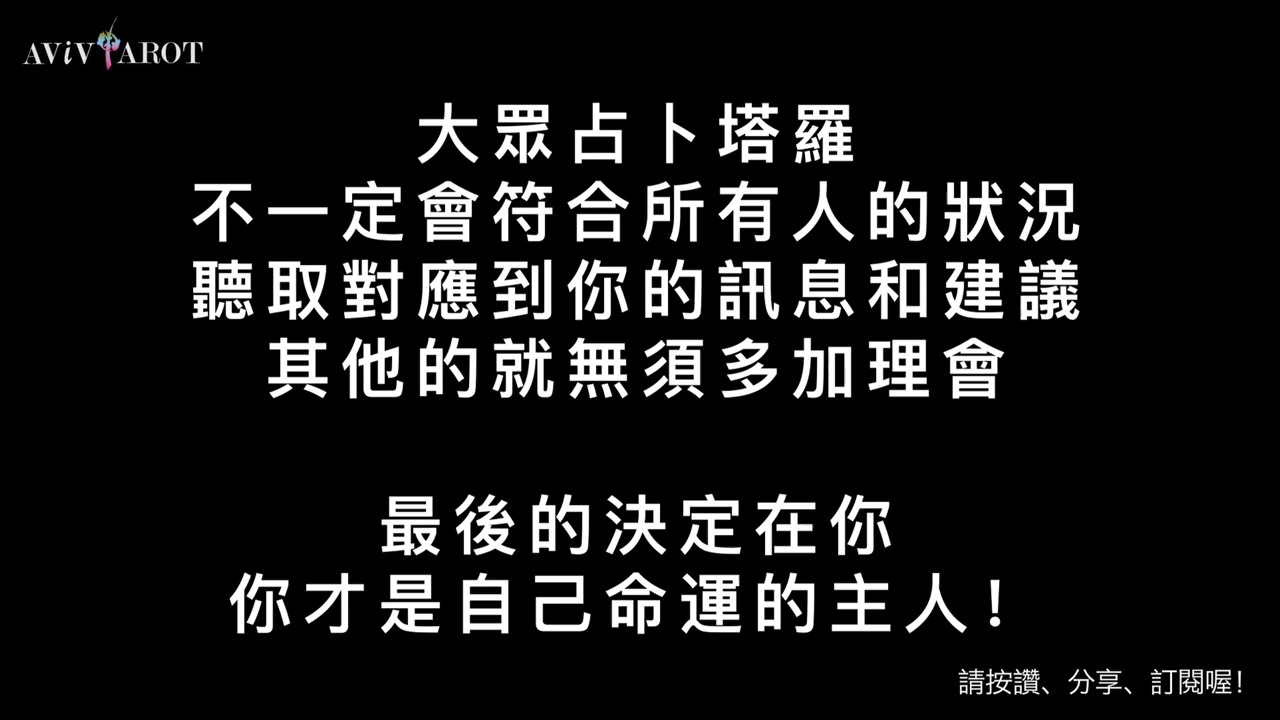 AViVTAROT
大眾占卜塔羅
不一定會符合所有人的狀況
聽取對應到你的訊息和建議
其他的就無須多加理會
最後的決定在你
你才是自己命運的主人！
請按讚、分享、訂閱喔！